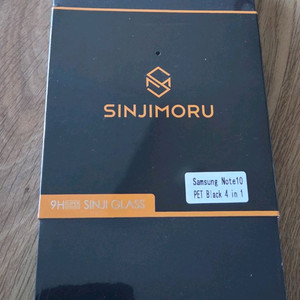 SINJIMORU
Samsung Note10
PET Black 4 in 1
9H
SINJI GLASS